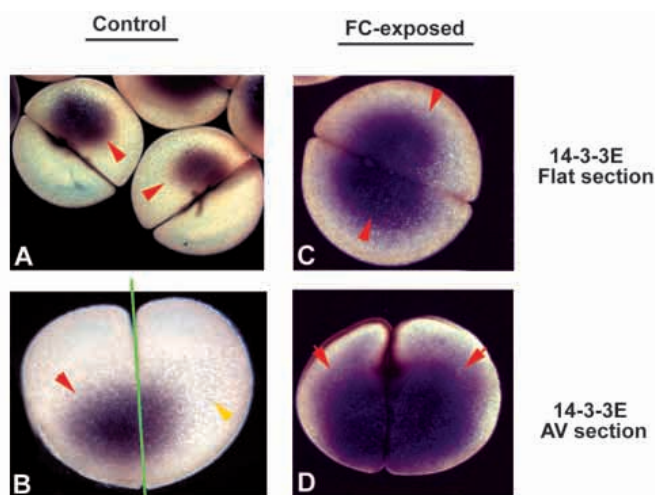 Control
FC-exposed
A
C
14-3-3E
Flat section
B
D
14-3-3E
AV section